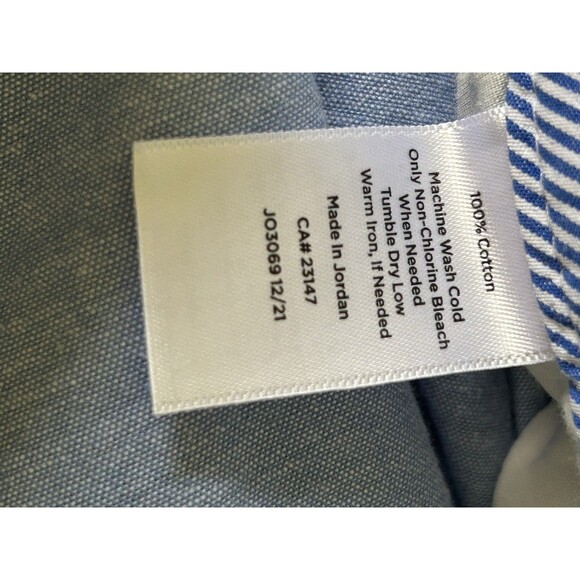 100% Cotton
Machine Wash Cold
Only Non-Chlorine Bleach
When Needed
Tumble Dry Low
Warm Iron, If Needed
Made In Jordan
CA# 23147
JO3069 12/21